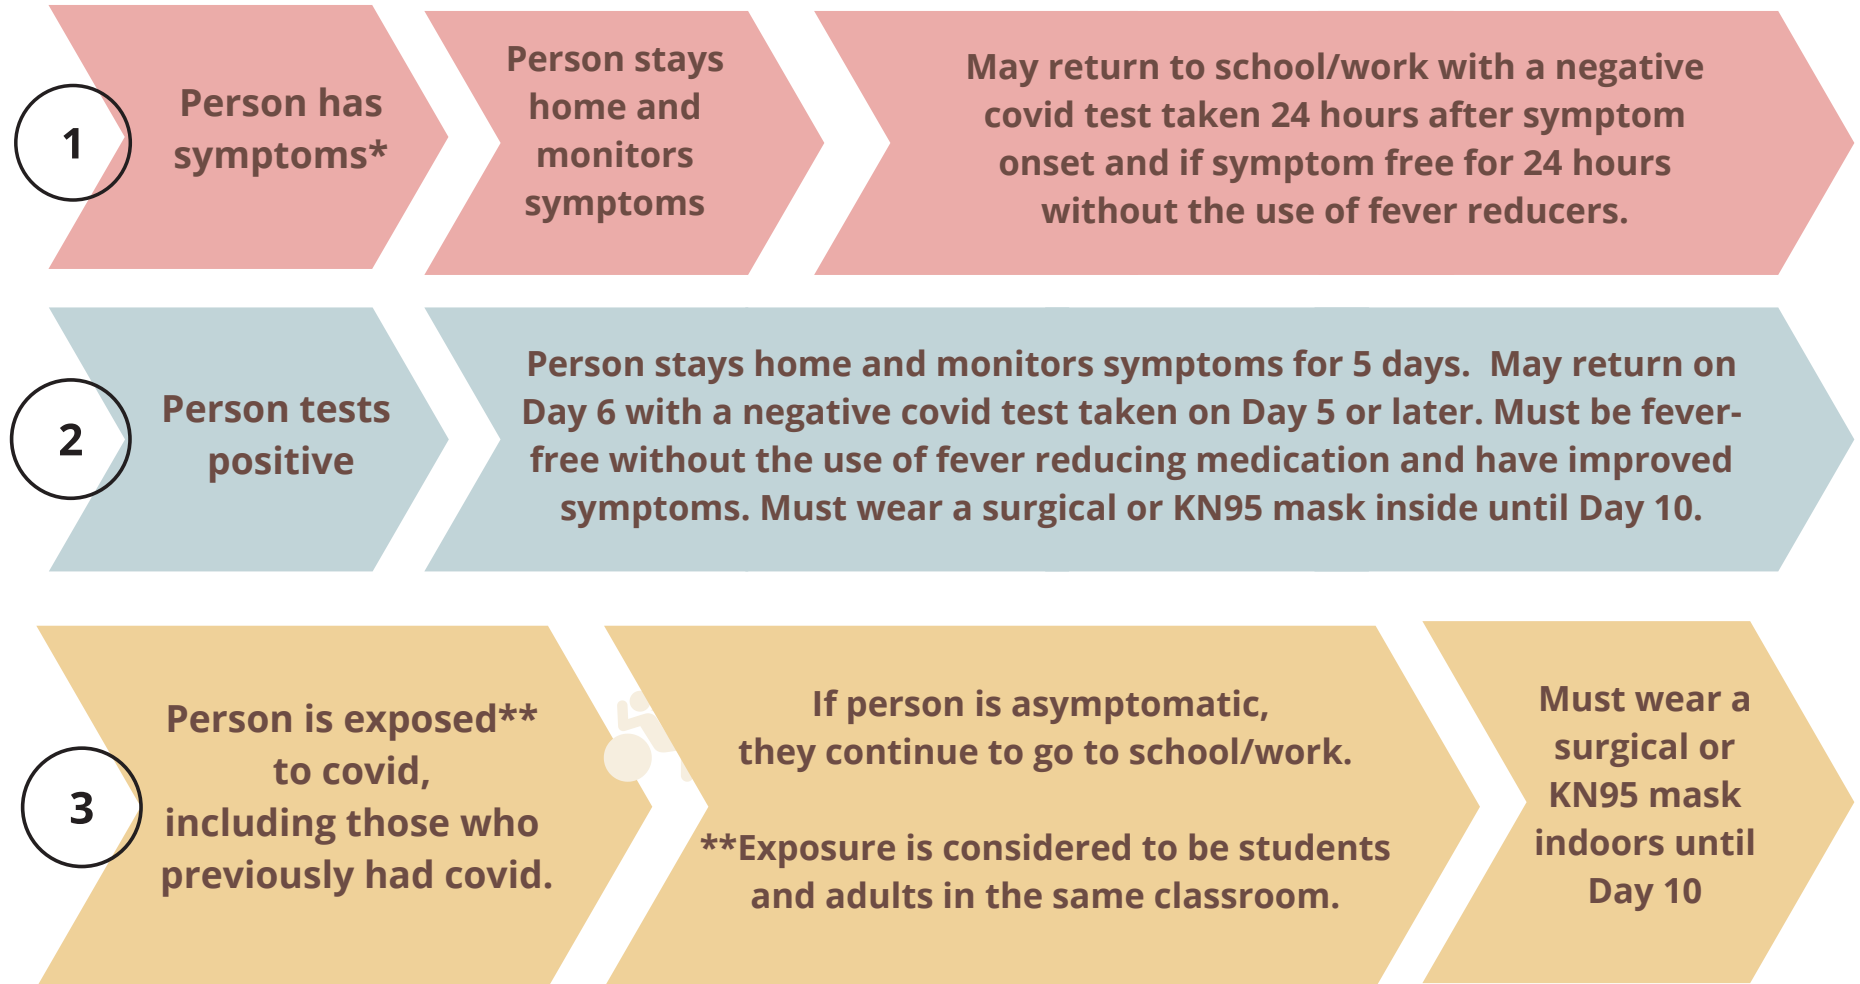 1
Person has
symptoms*
Person stays
home and
monitors
symptoms
May return to school/work with a negative
covid test taken 24 hours after symptom
onset and if symptom free for 24 hours
without the use of fever reducers.
2
Person tests
positive
Person stays home and monitors symptoms for 5 days.  May return on
Day 6 with a negative covid test taken on Day 5 or later. Must be fever-
free without the use of fever reducing medication and have improved
symptoms. Must wear a surgical or KN95 mask inside until Day 10.
3
Person is exposed**
to covid,
including those who
previously had covid.
If person is asymptomatic,
they continue to go to school/work.
**Exposure is considered to be students
and adults in the same classroom.
Must wear a
surgical or
KN95 mask
indoors until
Day 10